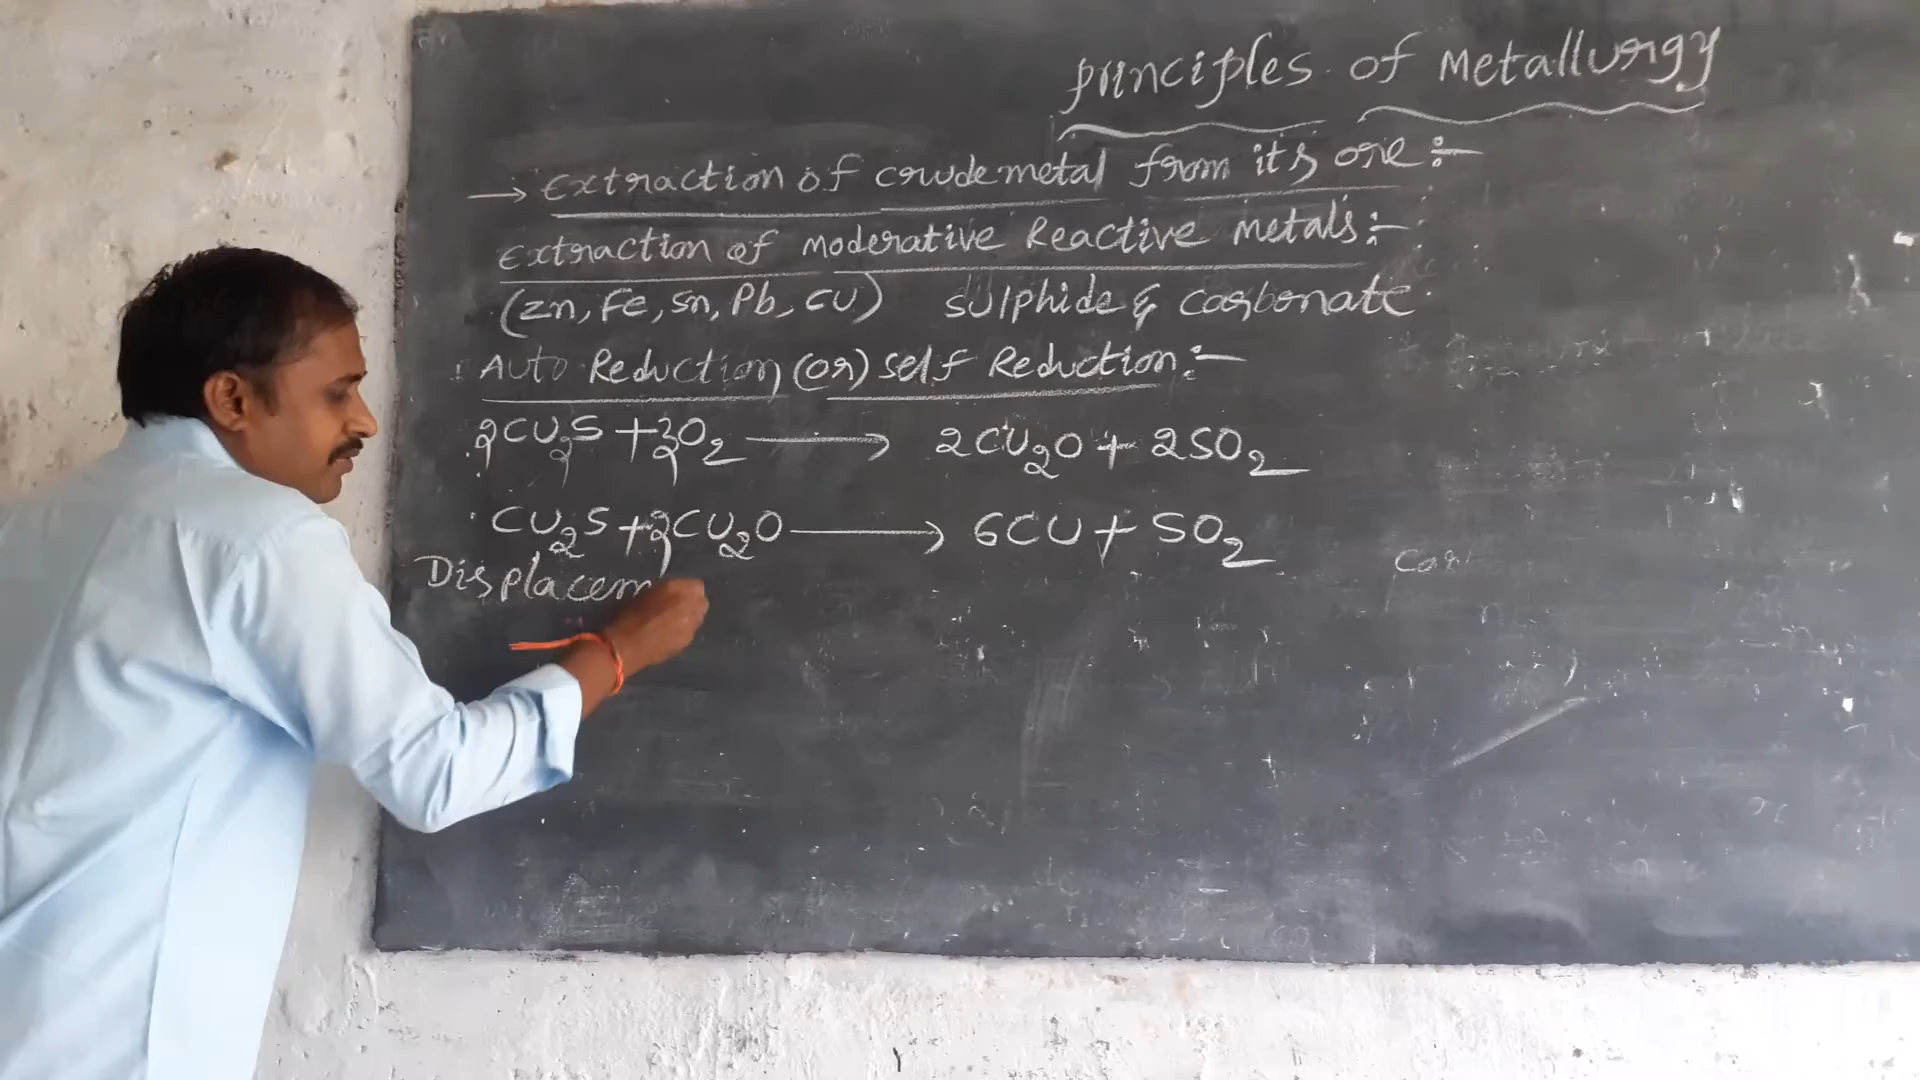 Principles of Metallurgy
→ Extraction of crude metal from its ore :-
Extraction of Moderative Reactive metals :-
(Zn, Fe, Sn, Pb, Cu) Sulphide & Carbonate.
Auto Reduction (or) self Reduction :-
2CU₂S + 3O₂ → 2CU₂O + 2SO₂
CU₂S + 2CU₂O → 6CU + SO₂
Displacem